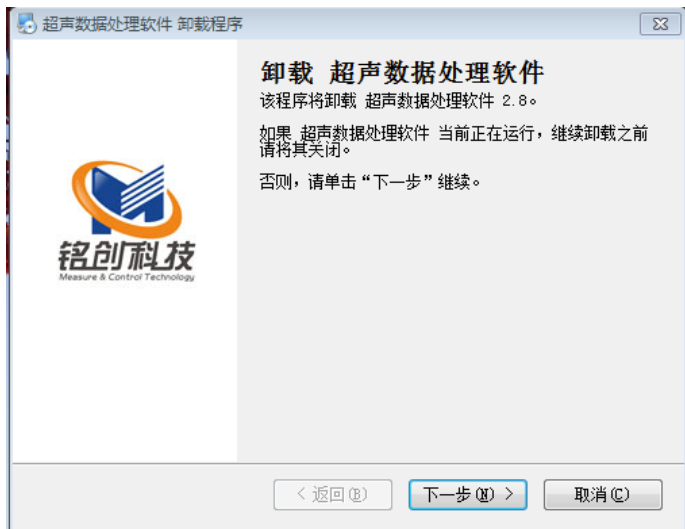 超声数据处理软件 卸载程序
卸载 超声数据处理软件
该程序将卸载 超声数据处理软件 2.8。
如果 超声数据处理软件 当前正在运行，继续卸载之前
请将其关闭。
否则，请单击“下一步”继续。
铭创科技
Measure & Control Technology
< 返回(B)
下一步(N) >
取消(C)